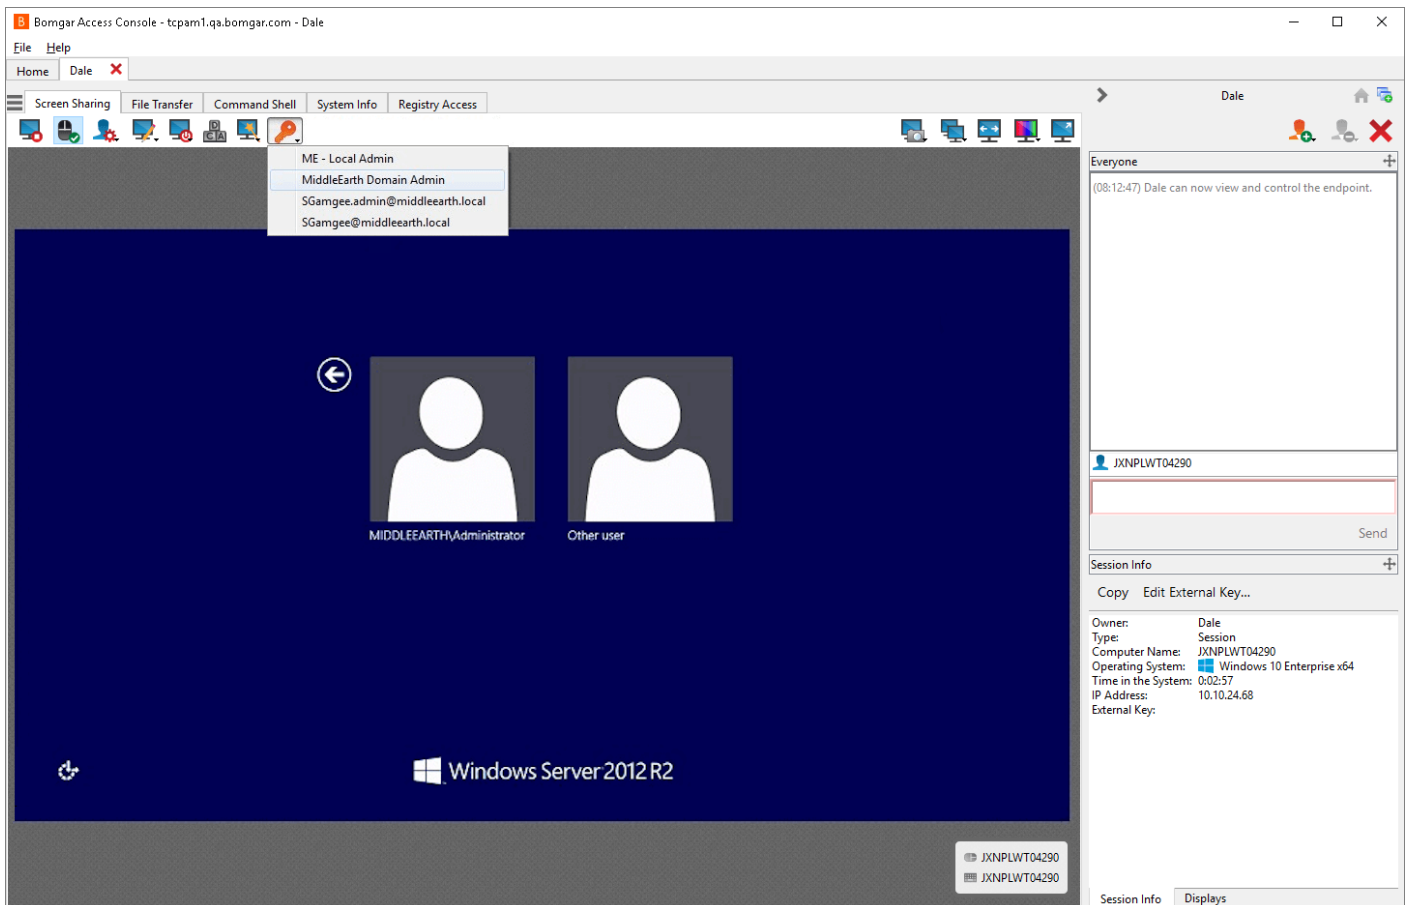 B Bomgar Access Console - tcpam1.qa.bomgar.com - Dale
File Help
Home Dale
Screen Sharing File Transfer Command Shell System Info Registry Access
D
C A
ME - Local Admin
MiddleEarth Domain Admin
SGamgee.admin@middleearth.local
SGamgee@middleearth.local
MIDDLEEARTH\Administrator
Other user
Windows Server 2012 R2
JXNPLWT04290
JXNPLWT04290
Dale
Everyone
(08:12:47) Dale can now view and control the endpoint.
JXNPLWT04290
Send
Session Info
Copy Edit External Key...
Owner: Dale
Type: Session
Computer Name: JXNPLWT04290
Operating System: Windows 10 Enterprise x64
Time in the System: 0:02:57
IP Address: 10.10.24.68
External Key:
Session Info Displays